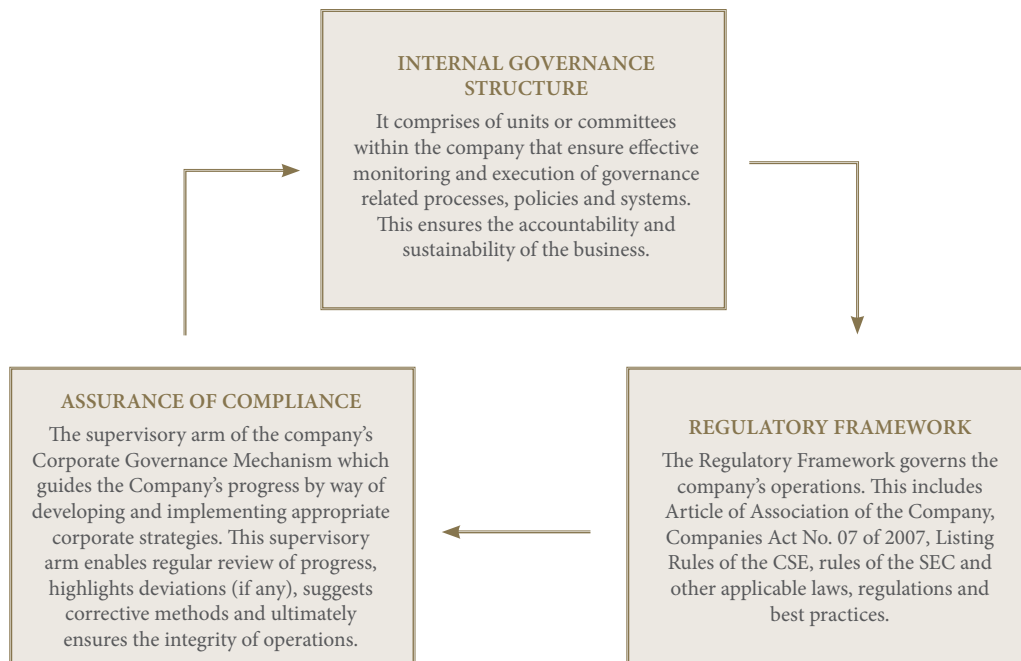 INTERNAL GOVERNANCE
STRUCTURE
It comprises of units or committees
within the company that ensure effective
monitoring and execution of governance
related processes, policies and systems.
This ensures the accountability and
sustainability of the business.
ASSURANCE OF COMPLIANCE
The supervisory arm of the company's
Corporate Governance Mechanism which
guides the Company's progress by way of
developing and implementing appropriate
corporate strategies. This supervisory
arm enables regular review of progress,
highlights deviations (if any), suggests
corrective methods and ultimately
ensures the integrity of operations.
REGULATORY FRAMEWORK
The Regulatory Framework governs the
company's operations. This includes
Article of Association of the Company,
Companies Act No. 07 of 2007, Listing
Rules of the CSE, rules of the SEC and
other applicable laws, regulations and
best practices.